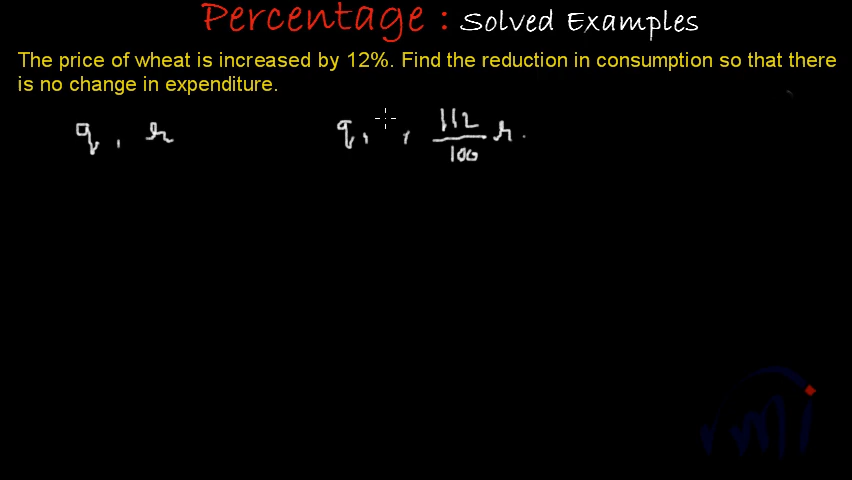 Percentage : Solved Examples
The price of wheat is increased by 12%. Find the reduction in consumption so that there
is no change in expenditure.
q , r q₁ , 112/100 r .